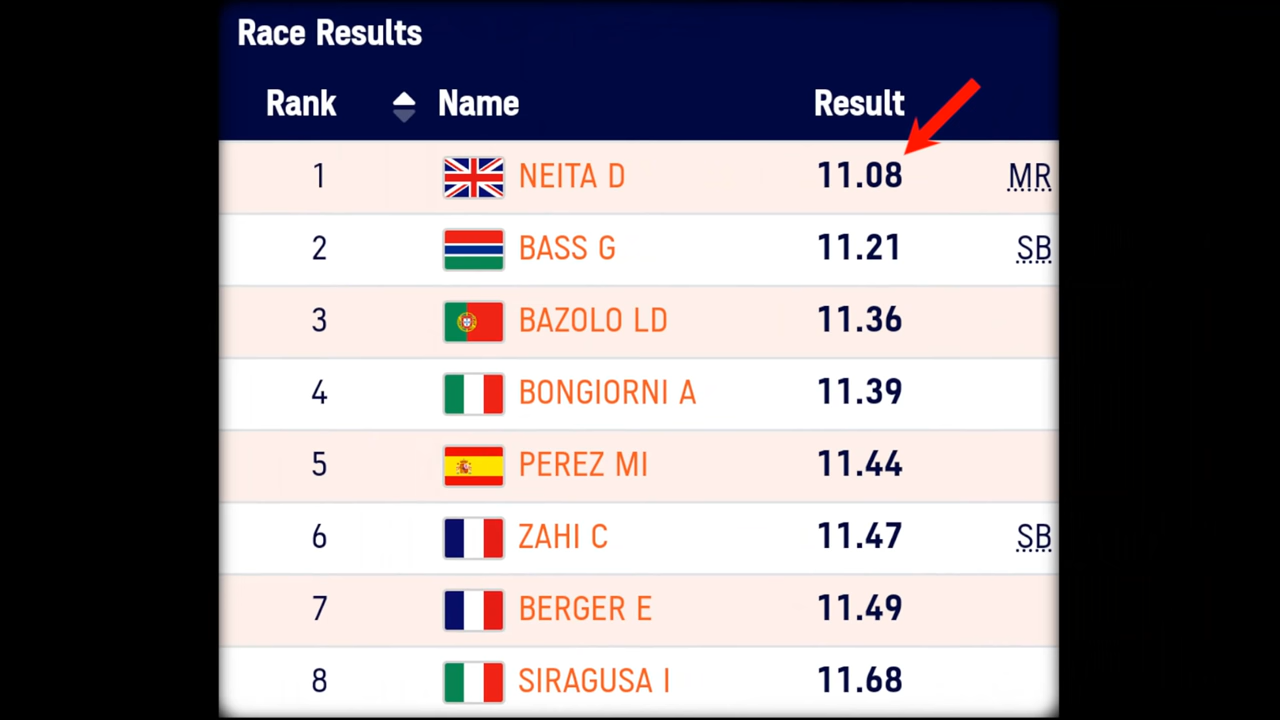 Race Results
Rank Name Result
1 NEITA D 11.08 MR
2 BASS G 11.21 SB
3 BAZOLO LD 11.36
4 BONGIORNI A 11.39
5 PEREZ MI 11.44
6 ZAHI C 11.47 SB
7 BERGER E 11.49
8 SIRAGUSA I 11.68